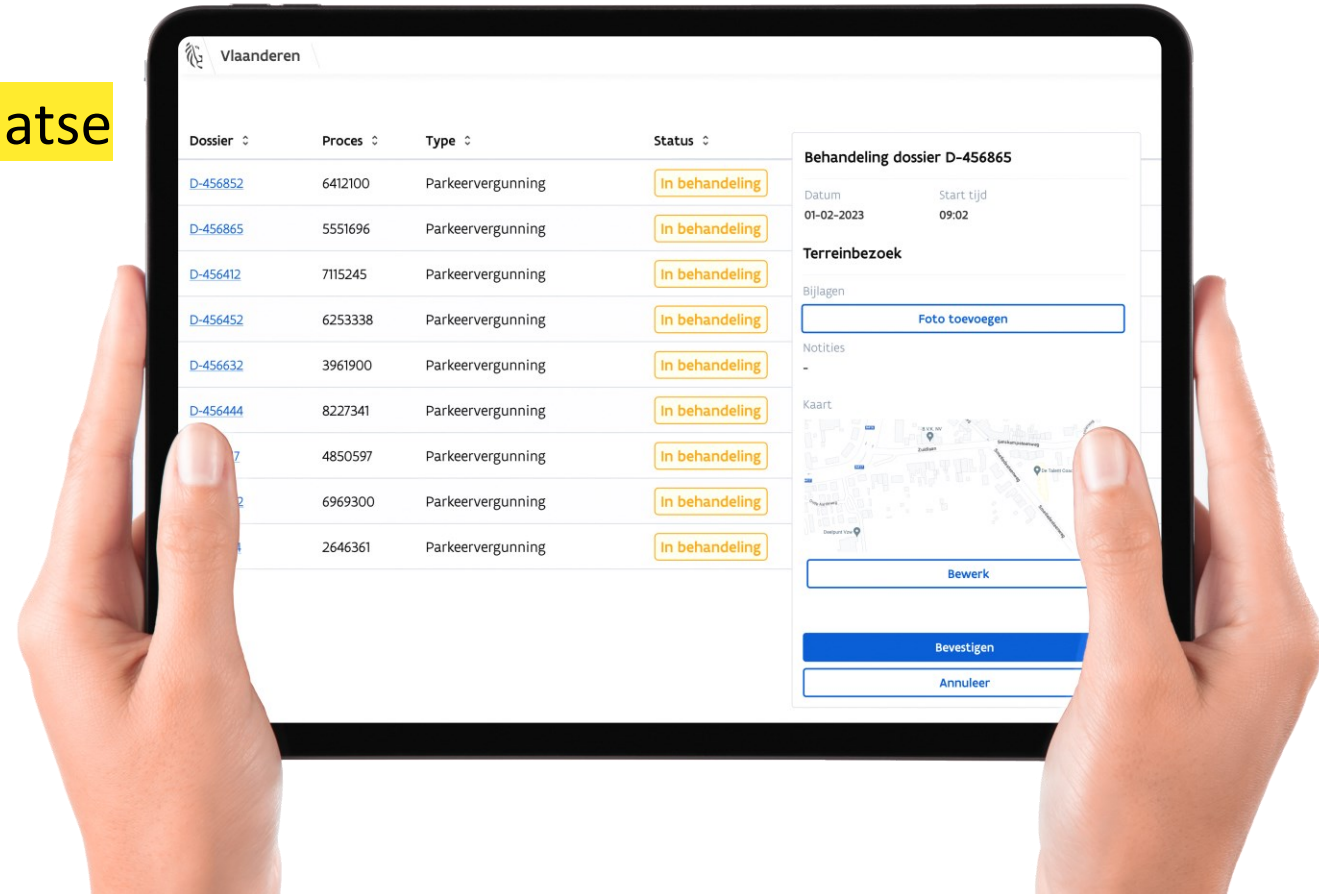 atse
Vlaanderen
Dossier Proces Type Status
D-456852 6412100 Parkeervergunning In behandeling
D-456865 5551696 Parkeervergunning In behandeling
D-456412 7115245 Parkeervergunning In behandeling
D-456452 6253338 Parkeervergunning In behandeling
D-456632 3961900 Parkeervergunning In behandeling
D-456444 8227341 Parkeervergunning In behandeling
7 4850597 Parkeervergunning In behandeling
2 6969300 Parkeervergunning In behandeling
2646361 Parkeervergunning In behandeling
Behandeling dossier D-456865
Datum Start tijd
01-02-2023 09:02
Terreinbezoek
Bijlagen
Foto toevoegen
Notities
-
Kaart
Zuidlaan
Bewerk
Bevestigen
Annuleer